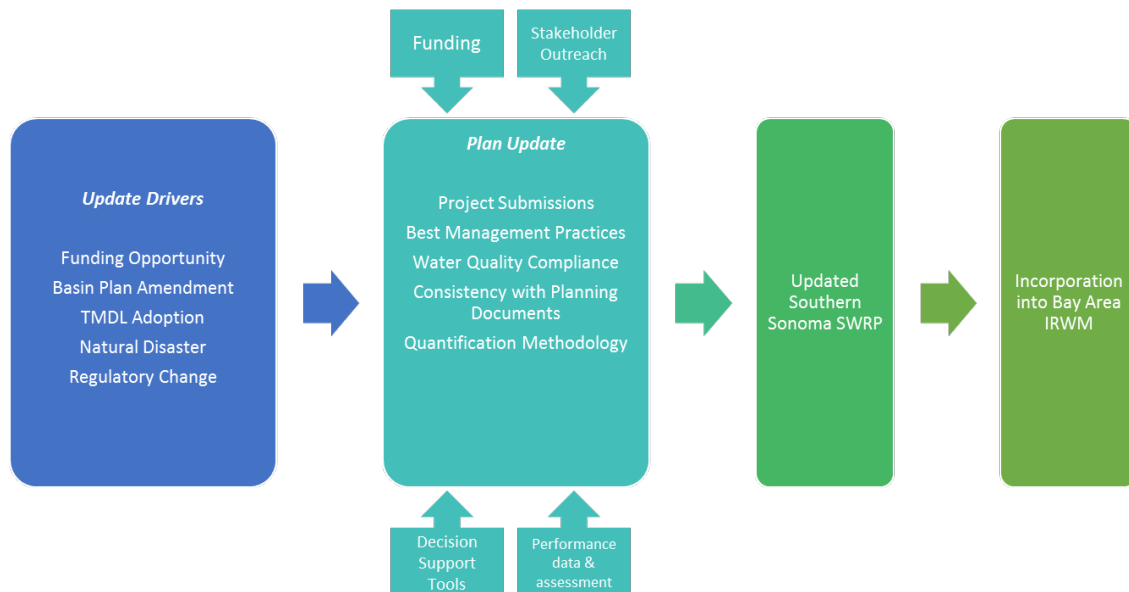 Funding
Stakeholder
Outreach
Update Drivers
Funding Opportunity
Basin Plan Amendment
TMDL Adoption
Natural Disaster
Regulatory Change
Plan Update
Project Submissions
Best Management Practices
Water Quality Compliance
Consistency with Planning
Documents
Quantification Methodology
Updated
Southern
Sonoma SWRP
Incorporation
into Bay Area
IRWM
Decision
Support
Tools
Performance
data &
assessment